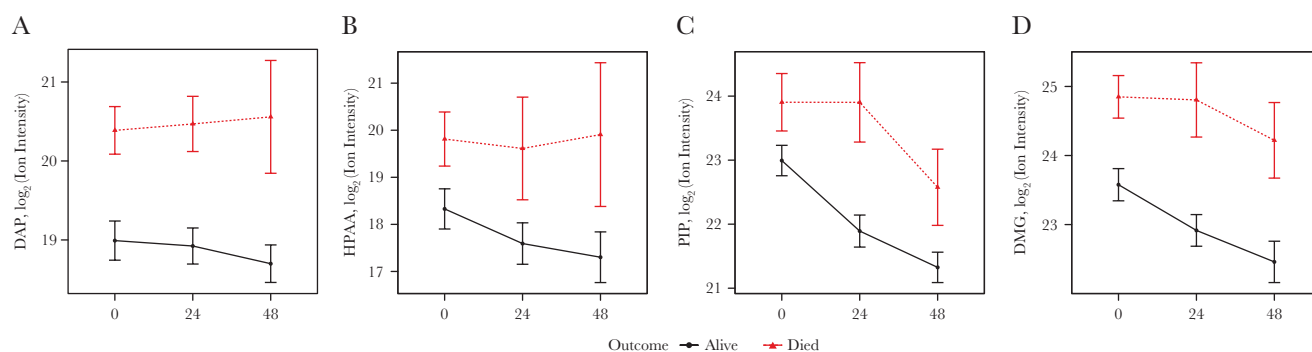 A
DAP, log₂ (Ion Intensity)
21
20
19
0 24 48
B
HPAA, log₂ (Ion Intensity)
21
20
19
18
17
0 24 48
C
PIP, log₂ (Ion Intensity)
24
23
22
21
0 24 48
D
DMG, log₂ (Ion Intensity)
25
24
23
0 24 48
Outcome Alive Died